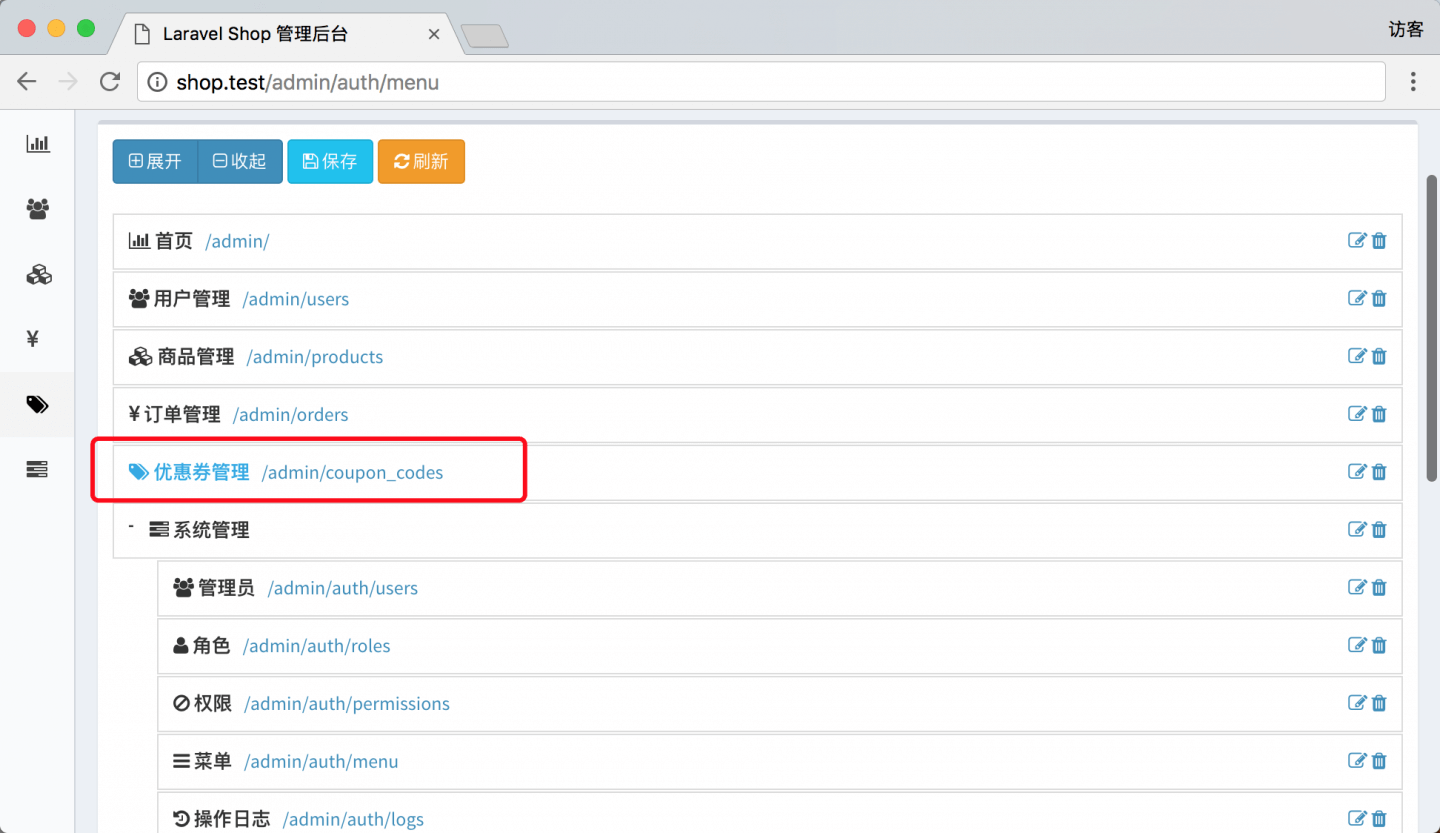 Laravel Shop 管理后台
访客
shop.test/admin/auth/menu
展开 收起 保存 刷新
首页 /admin/
用户管理 /admin/users
商品管理 /admin/products
¥ 订单管理 /admin/orders
优惠券管理 /admin/coupon_codes
- 系统管理
管理员 /admin/auth/users
角色 /admin/auth/roles
权限 /admin/auth/permissions
菜单 /admin/auth/menu
操作日志 /admin/auth/logs